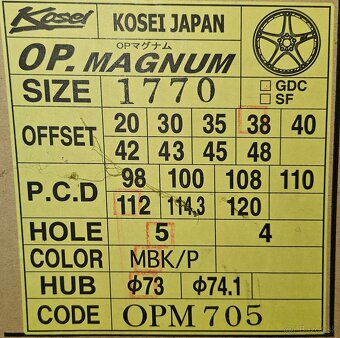 Kosei KOSEI JAPAN
OPマグナム
OP. MAGNUM
SIZE 1770 GDC
SF
OFFSET 20 30 35 38 40
42 43 45 48
P.C.D 98 100 108 110
112 114,3 120
HOLE 5 4
COLOR MBK/P
HUB Φ73 Φ74.1
CODE OPM 705